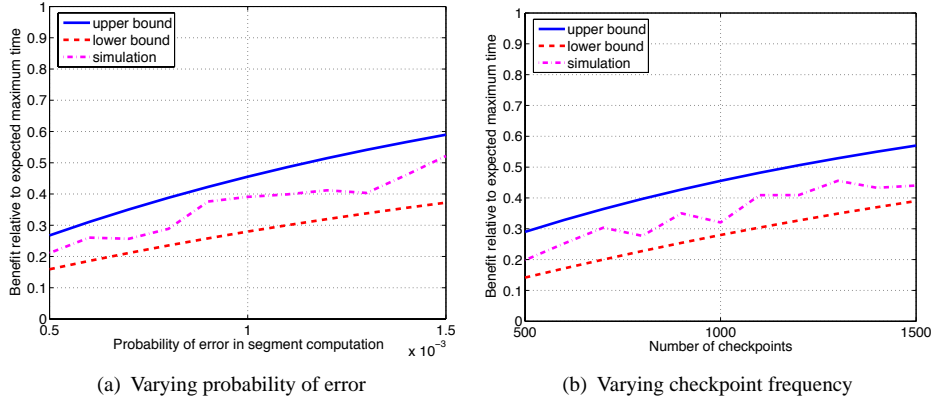 Benefit relative to expected maximum time
1
0.9
0.8
0.7
0.6
0.5
0.4
0.3
0.2
0.1
0
upper bound
lower bound
simulation
0.5
1
1.5
Probability of error in segment computation
x 10⁻³
(a) Varying probability of error
Benefit relative to expected maximum time
1
0.9
0.8
0.7
0.6
0.5
0.4
0.3
0.2
0.1
0
upper bound
lower bound
simulation
500
1000
1500
Number of checkpoints
(b) Varying checkpoint frequency